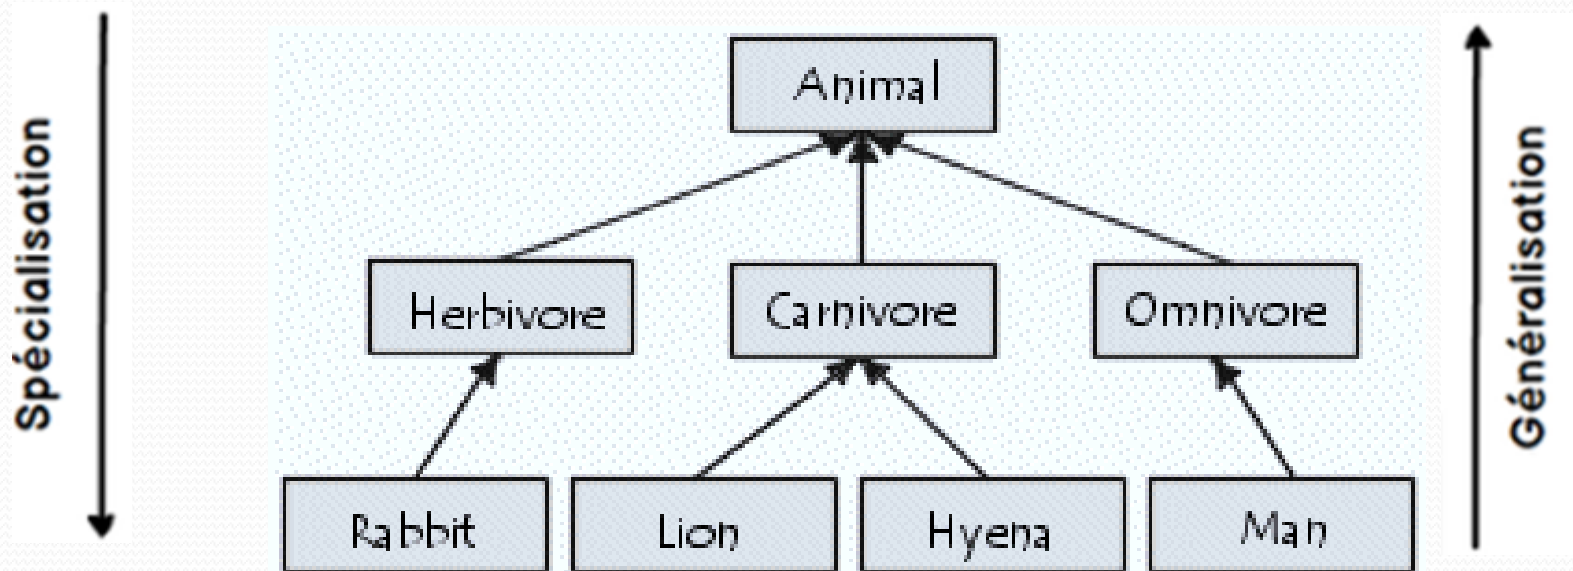 Spécialisation
Animal
Généralisation
Herbivore
Carnivore
Omnivore
Rabbit
Lion
Hyena
Man